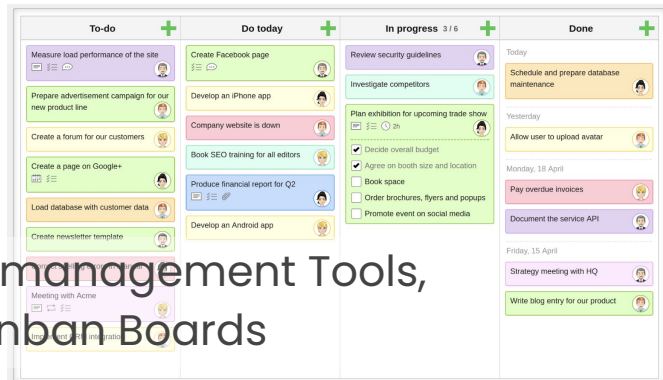 To-do
Measure load performance of the site
Prepare advertisement campaign for our
new product line
Create a forum for our customers
Create a page on Google+
Load database with customer data
Create newsletter template
Meeting with Acme
Do today
Create Facebook page
Develop an iPhone app
Company website is down
Book SEO training for all editors
Produce financial report for Q2
Develop an Android app
In progress 3 / 6
Review security guidelines
Investigate competitors
Plan exhibition for upcoming trade show
2h
Decide overall budget
Agree on booth size and location
Book space
Order brochures, flyers and popups
Promote event on social media
Done
Today
Schedule and prepare database
maintenance
Yesterday
Allow user to upload avatar
Monday, 18 April
Pay overdue invoices
Document the service API
Friday, 15 April
Strategy meeting with HQ
Write blog entry for our product
management Tools,
nban Boards